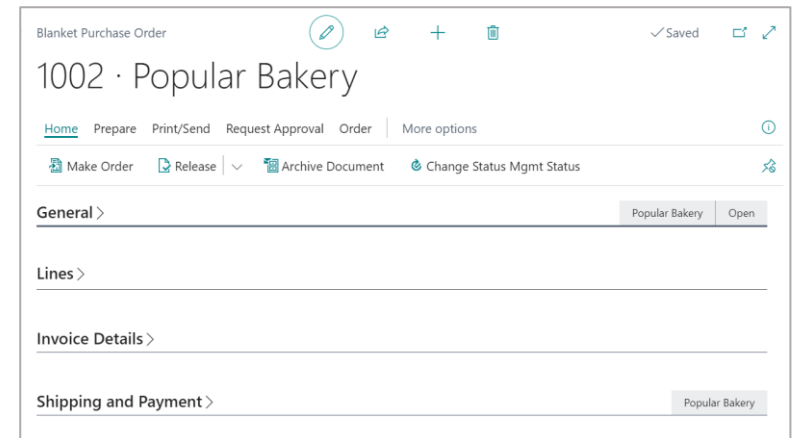 Blanket Purchase Order
Saved
1002 · Popular Bakery
Home Prepare Print/Send Request Approval Order More options
Make Order Release Archive Document Change Status Mgmt Status
General Popular Bakery Open
Lines
Invoice Details
Shipping and Payment Popular Bakery